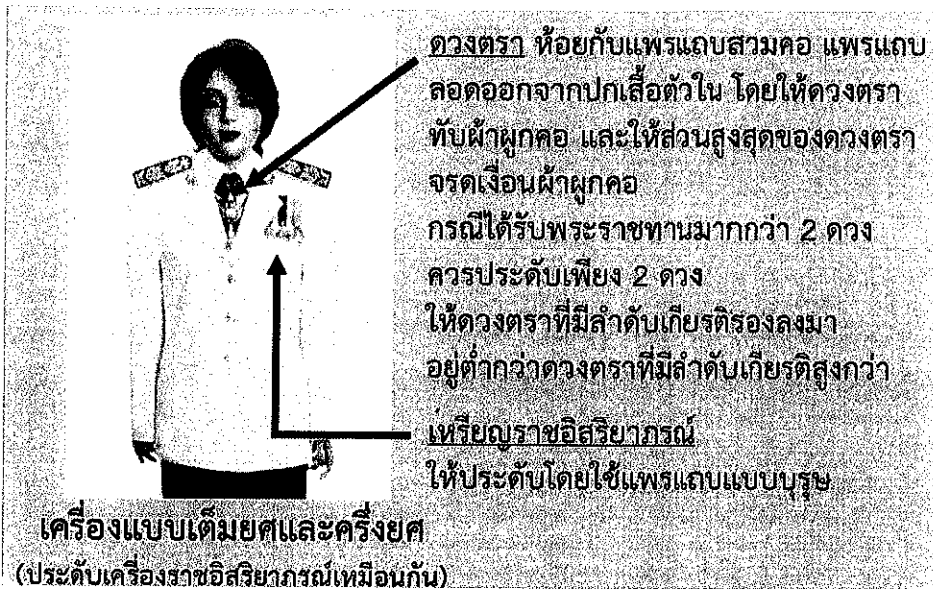 ดวงตรา ห้อยกับแพรแถบสวมคอ แพรแถบ
ลอดออกจากปกเสื้อตัวใน โดยให้ดวงตรา
ทับผ้าผูกคอ และให้ส่วนสูงสุดของดวงตรา
จรดเงื่อนผ้าผูกคอ
กรณีได้รับพระราชทานมากกว่า 2 ดวง
ควรประดับเพียง 2 ดวง
ให้ดวงตราที่มีลำดับเกียรติรองลงมา
อยู่ต่ำกว่าดวงตราที่มีลำดับเกียรติสูงกว่า
เหรียญราชอิสริยาภรณ์
ให้ประดับโดยใช้แพรแถบแบบบุรุษ
เครื่องแบบเต็มยศและครึ่งยศ
(ประดับเครื่องราชอิสริยาภรณ์เหมือนกัน)